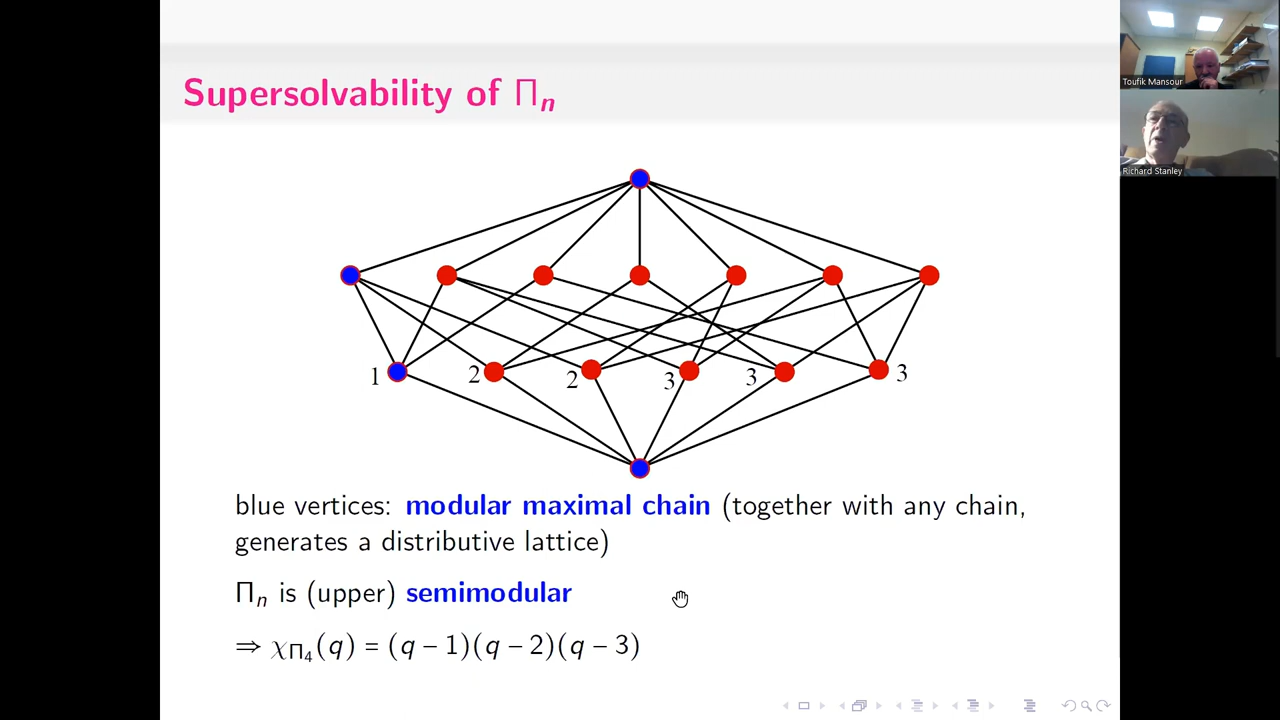 Supersolvability of Πn
Toufik Mansour
Richard Stanley
1
2
2
3
3
3
blue vertices: modular maximal chain (together with any chain,
generates a distributive lattice)
Πn is (upper) semimodular
⇒ χΠ4(q) = (q – 1)(q – 2)(q – 3)